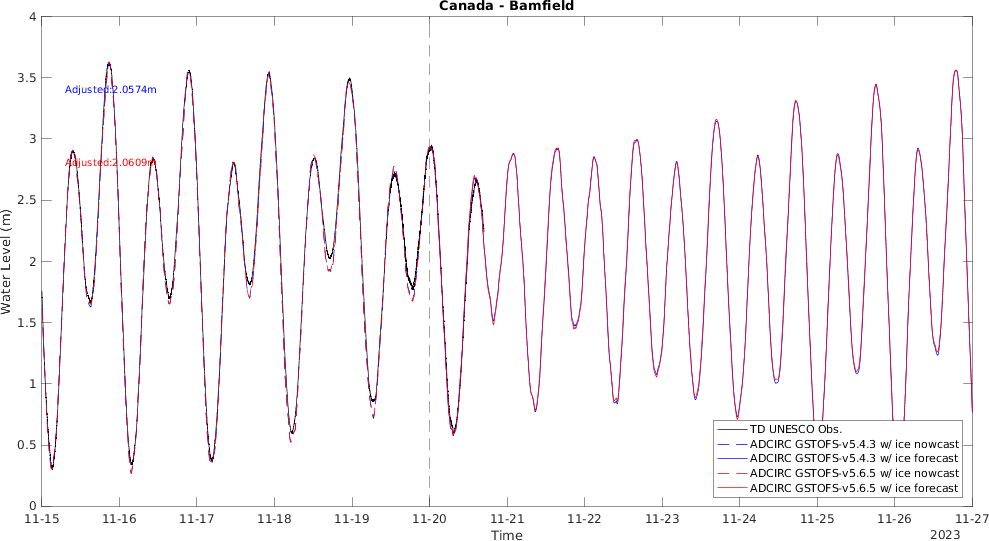 Canada - Bamfield
4
3.5
3
2.5
2
1.5
1
0.5
0
Water Level (m)
Adjusted:2.0574m
Adjusted:2.0609m
TD UNESCO Obs.
ADCIRC GSTOFS-v5.4.3 w/ ice nowcast
ADCIRC GSTOFS-v5.4.3 w/ ice forecast
ADCIRC GSTOFS-v5.6.5 w/ ice nowcast
ADCIRC GSTOFS-v5.6.5 w/ ice forecast
11-15 11-16 11-17 11-18 11-19 11-20 11-21 11-22 11-23 11-24 11-25 11-26 11-27
Time
2023